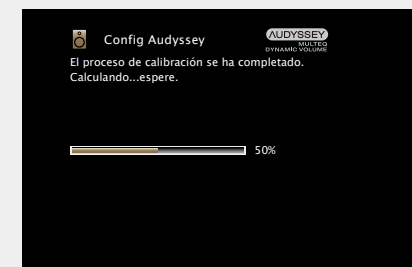 Config Audyssey
AUDYSSEY
MULTEQ
DYNAMIC VOLUME
El proceso de calibración se ha completado.
Calculando...espere.
50%